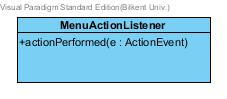 Visual Paradigm Standard Edition(Bilkent Univ.)
MenuActionListener
+actionPerformed(e : ActionEvent)